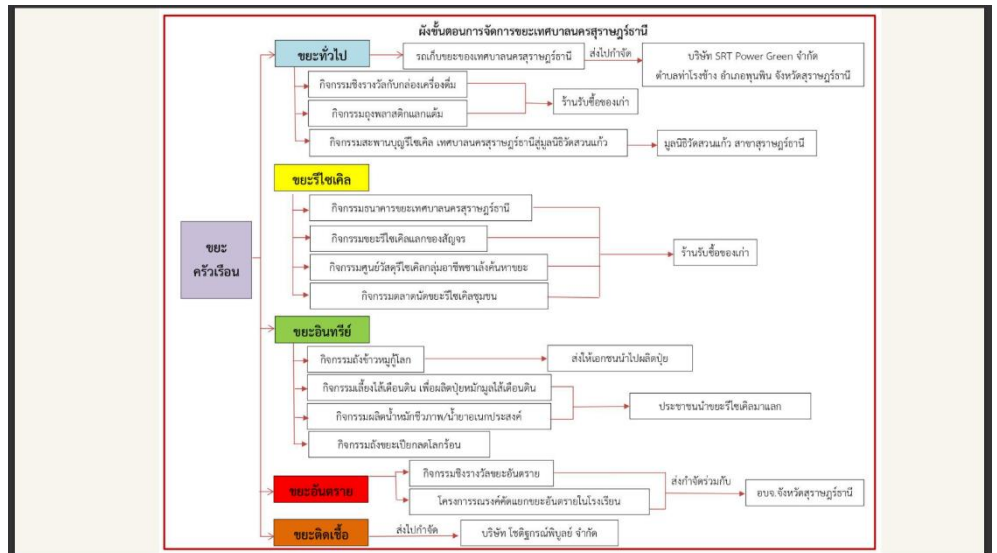 ผังขั้นตอนการจัดการขยะเทศบาลนครสุราษฎร์ธานี
ขยะ
ครัวเรือน
ขยะทั่วไป
รถเก็บขยะของเทศบาลนครสุราษฎร์ธานี
ส่งไปกำจัด
บริษัท SRT Power Green จำกัด
ตำบลท่าโรงช้าง อำเภอพุนพิน จังหวัดสุราษฎร์ธานี
กิจกรรมชิงรางวัลกับกล่องเครื่องดื่ม
กิจกรรมถุงพลาสติกแลกแต้ม
ร้านรับซื้อของเก่า
กิจกรรมสะพานบุญรีไซเคิล เทศบาลนครสุราษฎร์ธานีสู่มูลนิธิวัดสวนแก้ว
มูลนิธิวัดสวนแก้ว สาขาสุราษฎร์ธานี
ขยะรีไซเคิล
กิจกรรมธนาคารขยะเทศบาลนครสุราษฎร์ธานี
กิจกรรมขยะรีไซเคิลแลกของสัญจร
กิจกรรมศูนย์วัสดุรีไซเคิลกลุ่มอาชีพซาเล้งค้นหาขยะ
กิจกรรมตลาดนัดขยะรีไซเคิลชุมชน
ร้านรับซื้อของเก่า
ขยะอินทรีย์
กิจกรรมถังข้าวหมูกู้โลก
ส่งให้เอกชนนำไปผลิตปุ๋ย
กิจกรรมเลี้ยงไส้เดือนดิน เพื่อผลิตปุ๋ยหมักมูลไส้เดือนดิน
กิจกรรมผลิตน้ำหมักชีวภาพ/น้ำยาอเนกประสงค์
ประชาชนนำขยะรีไซเคิลมาแลก
กิจกรรมถังขยะเปียกลดโลกร้อน
ขยะอันตราย
กิจกรรมชิงรางวัลขยะอันตราย
โครงการรณรงค์คัดแยกขยะอันตรายในโรงเรียน
ส่งกำจัดร่วมกับ
อบจ.จังหวัดสุราษฎร์ธานี
ขยะติดเชื้อ
ส่งไปกำจัด
บริษัท โชติฐกรณ์พิบูลย์ จำกัด